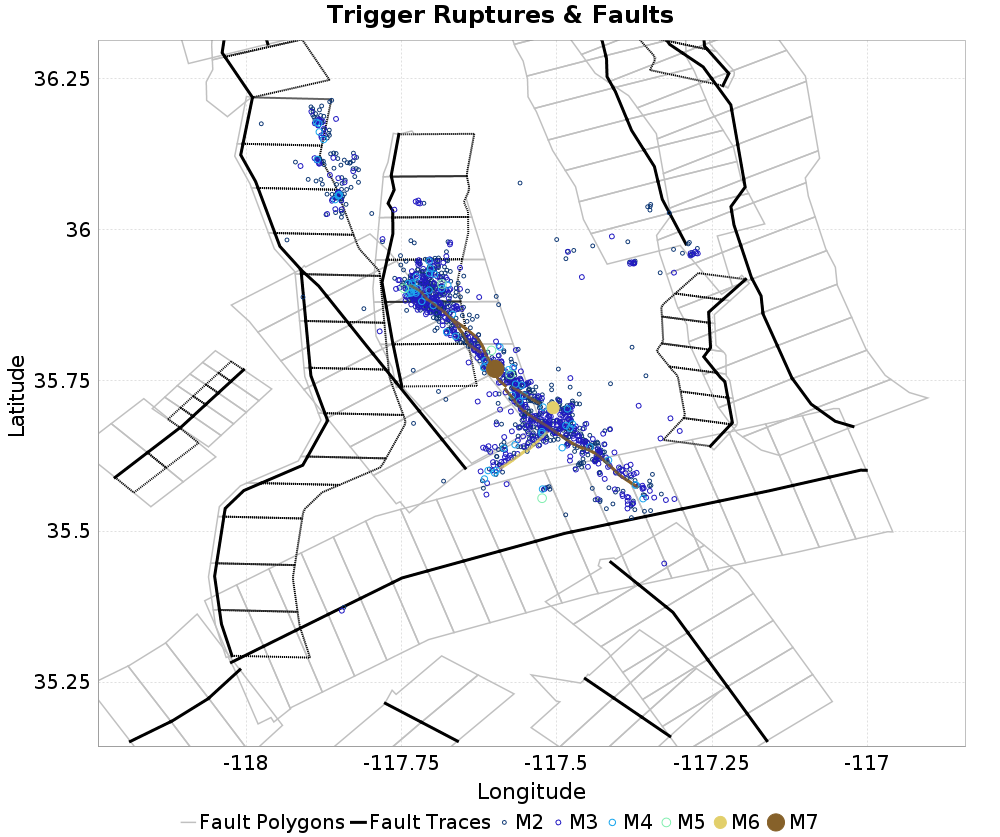 Trigger Ruptures & Faults
36.25
36
35.75
35.5
35.25
Latitude
-118
-117.75
-117.5
-117.25
-117
Longitude
Fault Polygons Fault Traces M2 M3 M4 M5 M6 M7